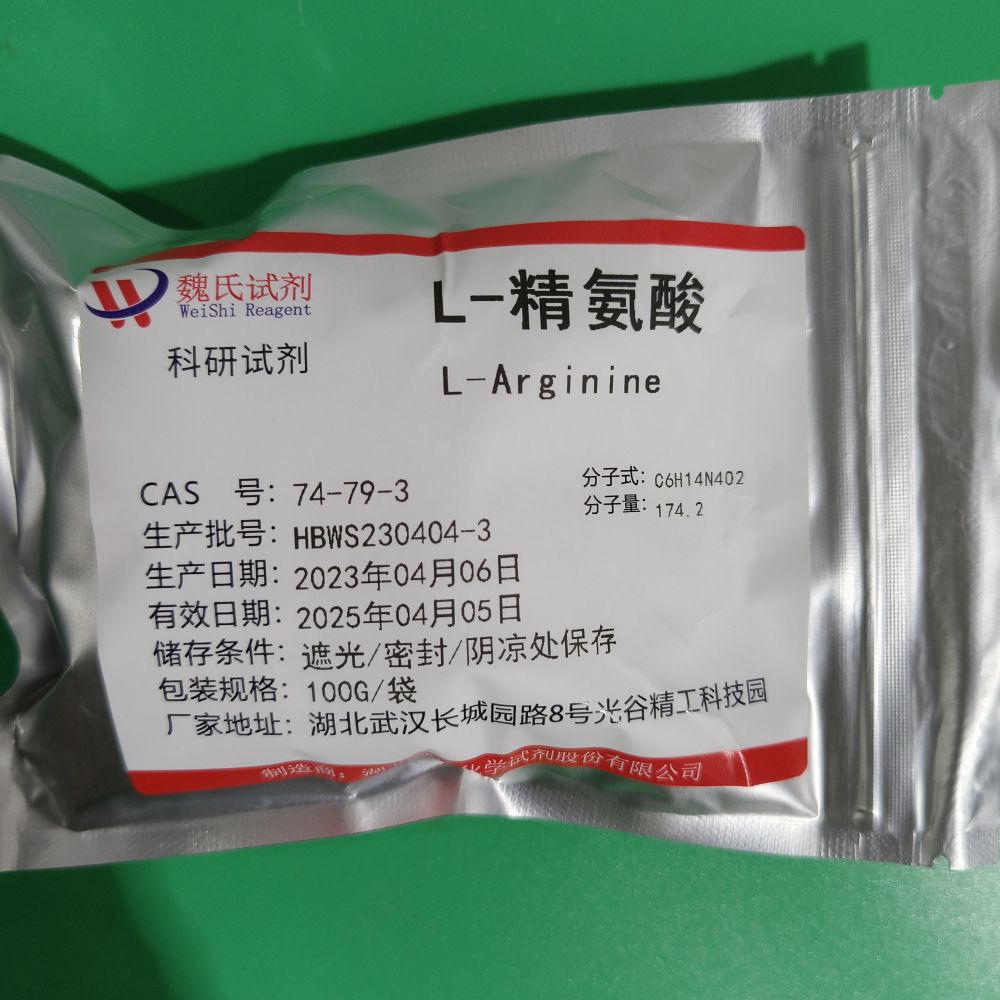 魏氏试剂
WeiShi Reagent
科研试剂
L-精氨酸
L-Arginine
CAS 号: 74-79-3
分子式: C6H14N4O2
分子量: 174.2
生产批号: HBWS230404-3
生产日期: 2023年04月06日
有效日期: 2025年04月05日
储存条件: 遮光/密封/阴凉处保存
包装规格: 100G/袋
厂家地址: 湖北武汉长城园路8号光谷精工科技园
制造商: 湖 化学试剂股份有限公司